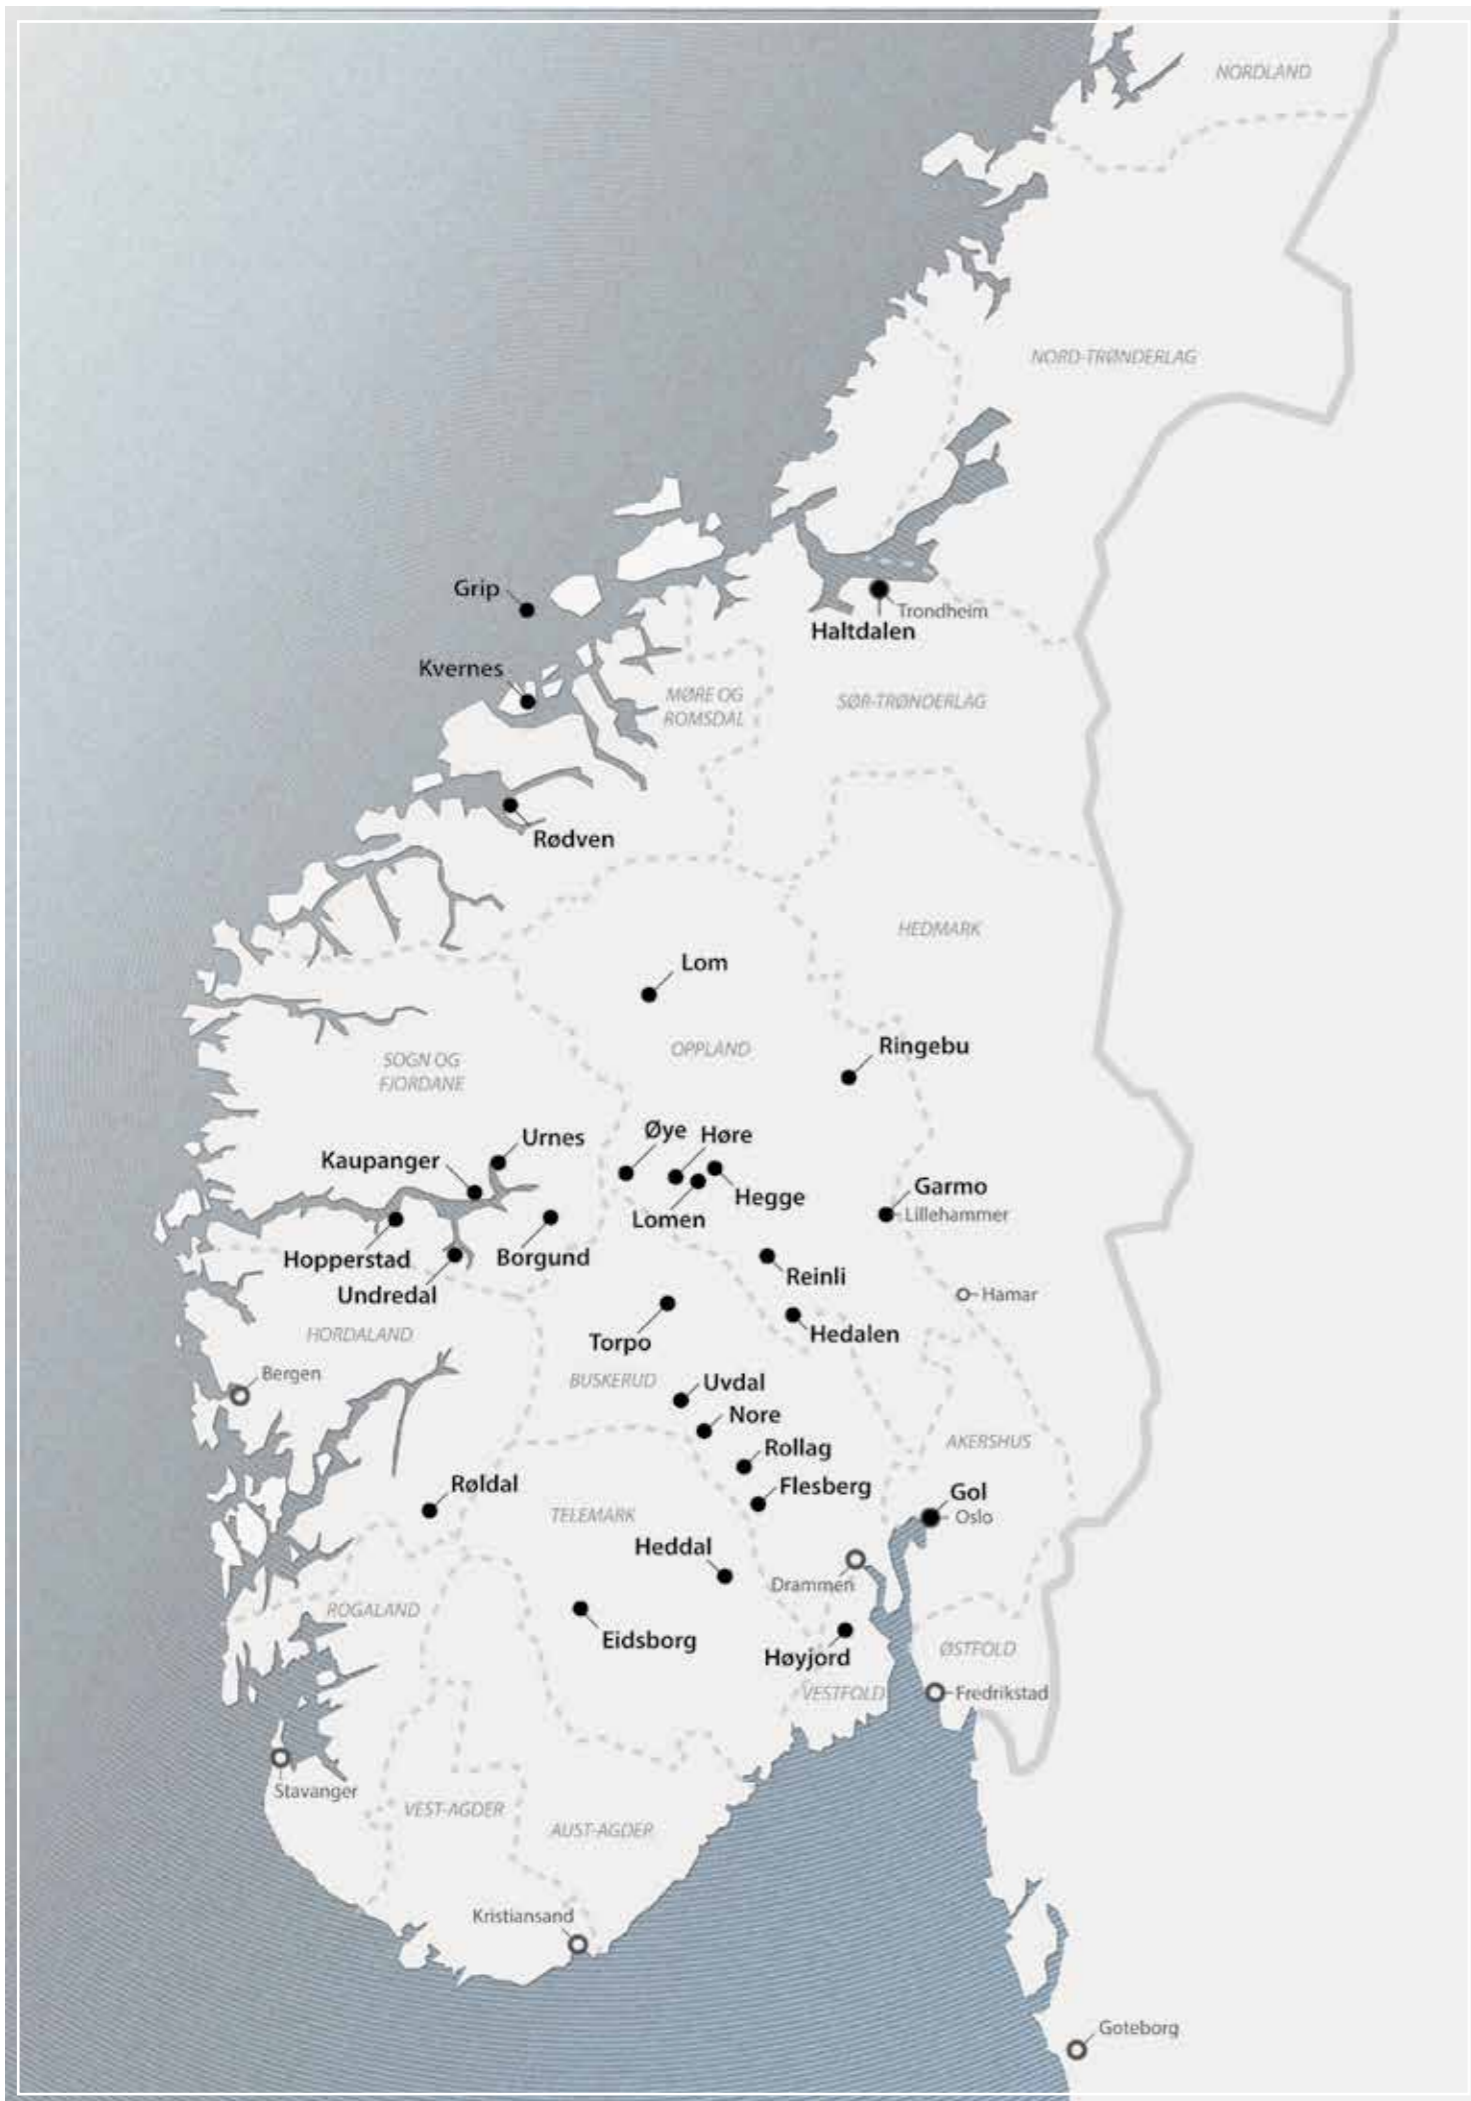 NORDLAND
NORD-TRØNDERLAG
Grip
Trondheim
Haltdalen
Kvernes
MØRE OG
ROMSDAL
SØR-TRØNDERLAG
Rødven
HEDMARK
Lom
Ringebu
OPPLAND
SOGN OG
FJORDANE
Øye
Høre
Urnes
Kaupanger
Garmo
Hegge
Lillehammer
Lomen
Hopperstad
Borgund
Reinli
Undredal
Hamar
HORDALAND
Hedalen
Torpo
Bergen
BUSKERUD
Uvdal
Nore
AKERSHUS
Rollag
Røldal
Flesberg
Gol
TELEMARK
Oslo
Heddal
Drammen
ROGALAND
Eidsborg
ØSTFOLD
Høyjord
VESTFOLD
Fredrikstad
Stavanger
VEST-AGDER
AUST-AGDER
Kristiansand
Goteborg